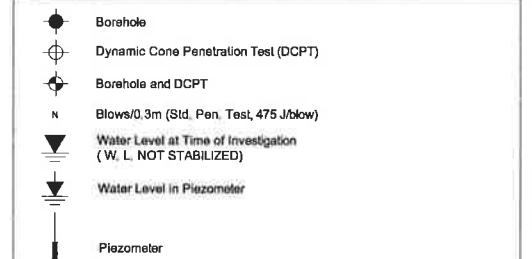 Borehole
Dynamic Cone Penetration Test (DCPT)
Borehole and DCPT
N Blows/0.3m (Std. Pen. Test, 475 J/blow)
Water Level at Time of Investigation
( W. L. NOT STABILIZED)
Water Level in Piezometer
Piezometer